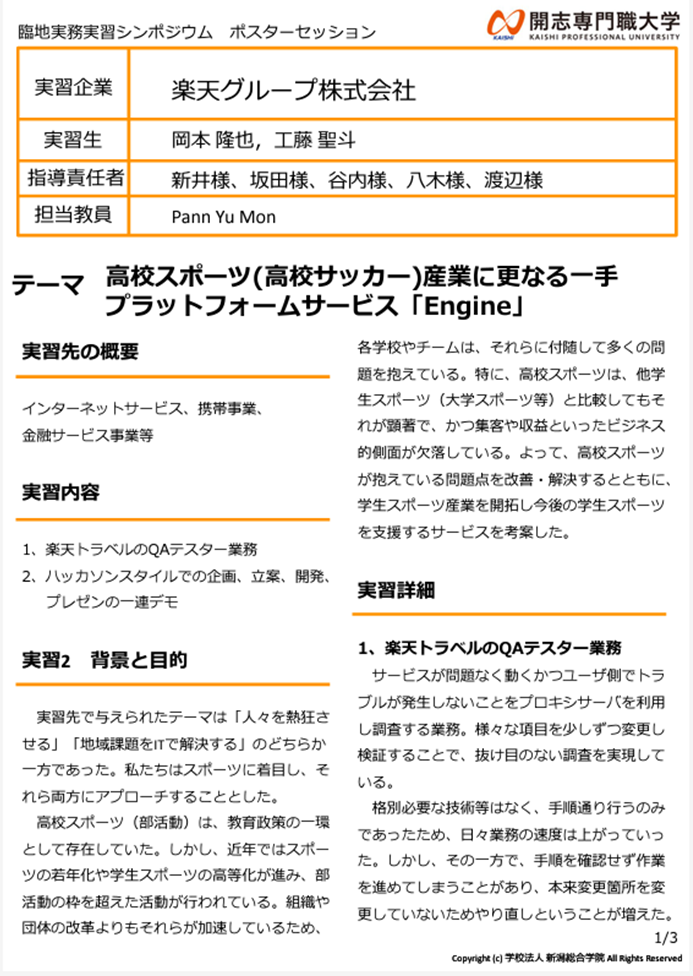 臨地実務実習シンポジウム　ポスターセッション
開志専門職大学
KAISHI
KAISHI PROFESSIONAL UNIVERSITY
実習企業　楽天グループ株式会社
実習生　岡本 隆也，工藤 聖斗
指導責任者　新井様、坂田様、谷内様、八木様、渡辺様
担当教員　Pann Yu Mon
テーマ　高校スポーツ(高校サッカー)産業に更なる一手
プラットフォームサービス「Engine」
実習先の概要
インターネットサービス、携帯事業、
金融サービス事業等
実習内容
1、楽天トラベルのQAテスター業務
2、ハッカソンスタイルでの企画、立案、開発、
プレゼンの一連デモ
実習2　背景と目的
実習先で与えられたテーマは「人々を熱狂さ
せる」「地域課題をITで解決する」のどちらか
一方であった。私たちはスポーツに着目し、そ
れら両方にアプローチすることとした。
高校スポーツ（部活動）は、教育政策の一環
として存在していた。しかし、近年ではスポー
ツの若年化や学生スポーツの高等化が進み、部
活動の枠を超えた活動が行われている。組織や
団体の改革よりもそれらが加速しているため、
各学校やチームは、それらに付随して多くの問
題を抱えている。特に、高校スポーツは、他学
生スポーツ（大学スポーツ等）と比較してもそ
れが顕著で、かつ集客や収益といったビジネス
的側面が欠落している。よって、高校スポーツ
が抱えている問題点を改善・解決するとともに、
学生スポーツ産業を開拓し今後の学生スポーツ
を支援するサービスを考案した。
実習詳細
1、楽天トラベルのQAテスター業務
サービスが問題なく動くかつユーザ側でトラ
ブルが発生しないことをプロキシサーバを利用
し調査する業務。様々な項目を少しずつ変更し
検証することで、抜け目のない調査を実現して
いる。
格別必要な技術等はなく、手順通り行うのみ
であったため、日々業務の速度は上がっていっ
た。しかし、その一方で、手順を確認せず作業
を進めてしまうことがあり、本来変更箇所を変
更していないためやり直しということが増えた。
1/3
Copyright (c) 学校法人 新潟総合学院 All Rights Reserved